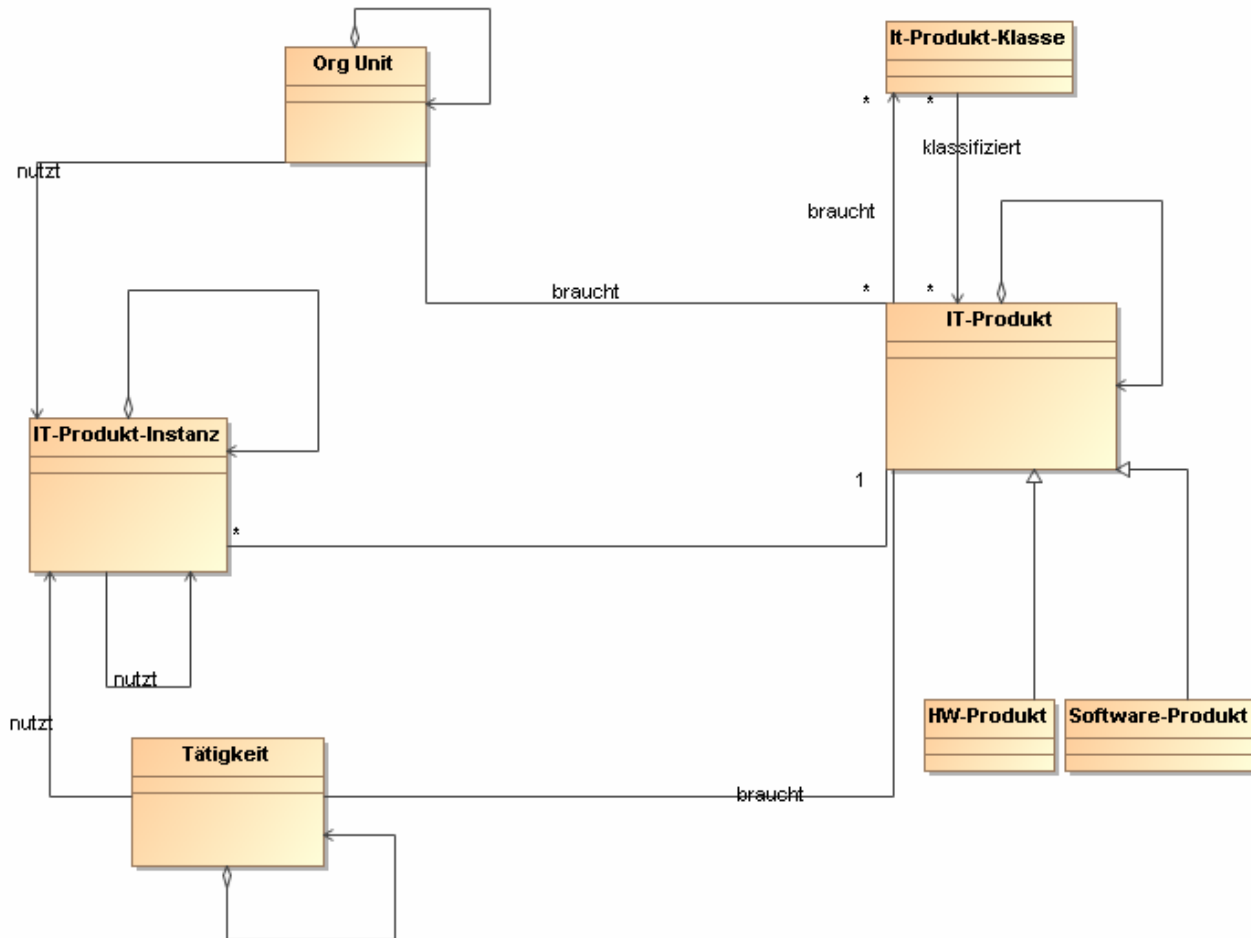 It-Produkt-Klasse
Org Unit
*
*
klassifiziert
nutzt
braucht
braucht
*
*
IT-Produkt
IT-Produkt-Instanz
1
*
nutzt
nutzt
HW-Produkt
Software-Produkt
Tätigkeit
braucht